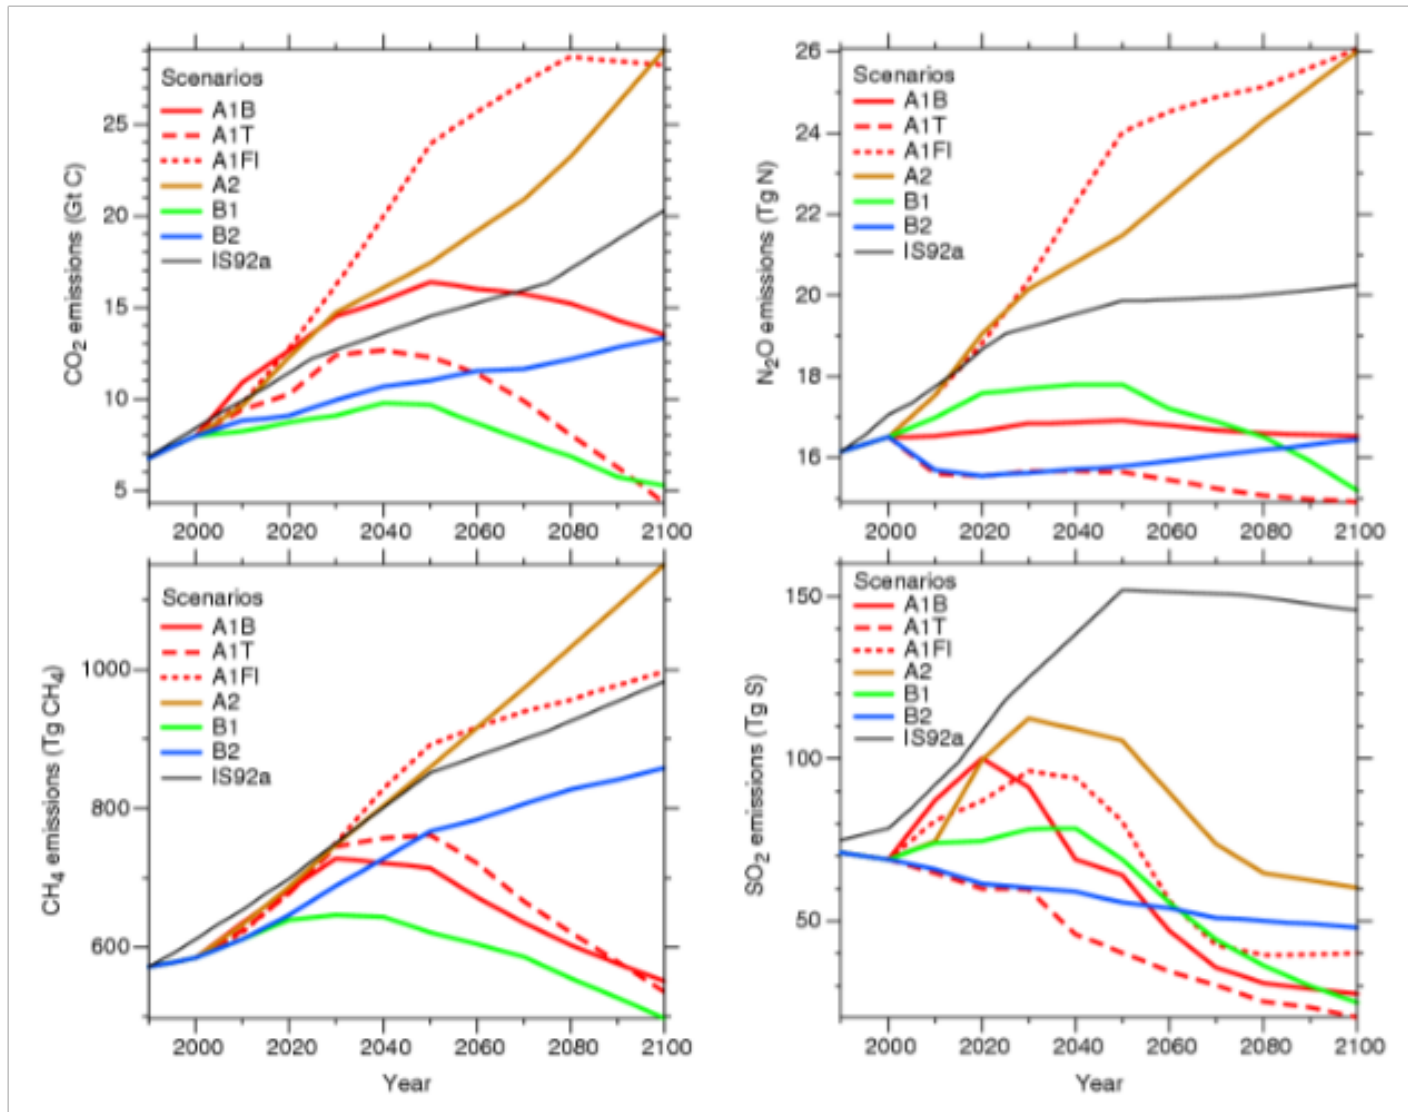 Scenarios
A1B
A1T
A1FI
A2
B1
B2
IS92a
CO2 emissions (Gt C)
25
20
15
10
5
2000 2020 2040 2060 2080 2100
Scenarios
A1B
A1T
A1FI
A2
B1
B2
IS92a
N2O emissions (Tg N)
26
24
22
20
18
16
2000 2020 2040 2060 2080 2100
Scenarios
A1B
A1T
A1FI
A2
B1
B2
IS92a
CH4 emissions (Tg CH4)
1000
800
600
2000 2020 2040 2060 2080 2100
Year
Scenarios
A1B
A1T
A1FI
A2
B1
B2
IS92a
SO2 emissions (Tg S)
150
100
50
2000 2020 2040 2060 2080 2100
Year